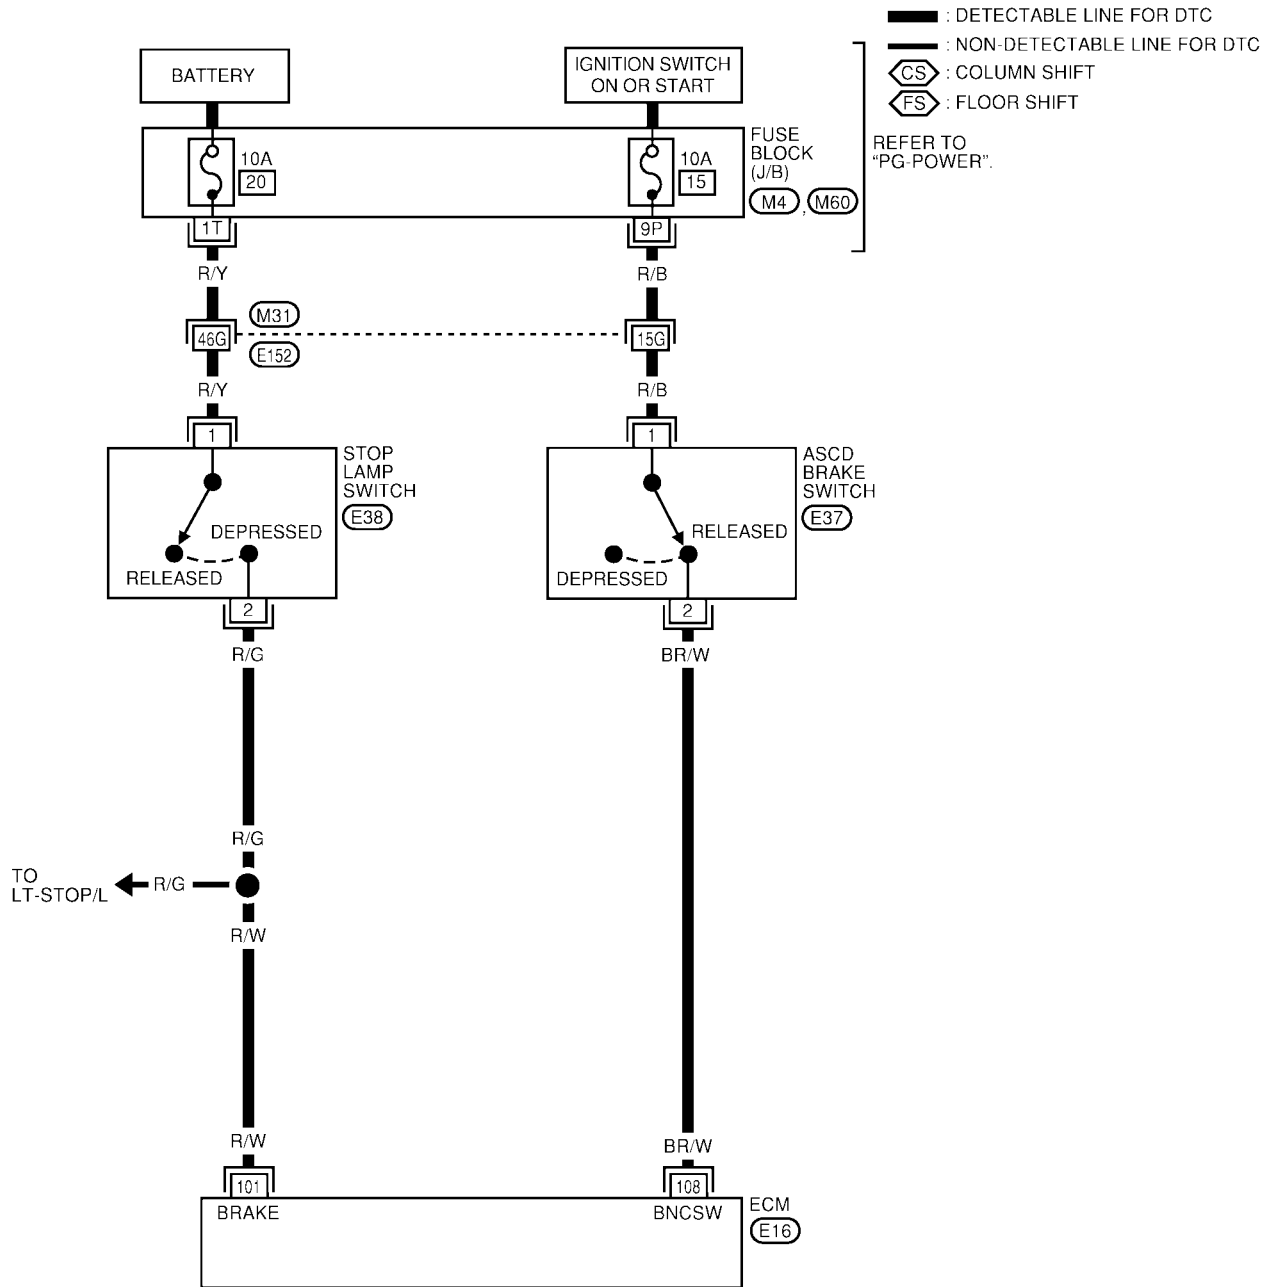 : DETECTABLE LINE FOR DTC
: NON-DETECTABLE LINE FOR DTC
CS : COLUMN SHIFT
FS : FLOOR SHIFT
BATTERY
IGNITION SWITCH
ON OR START
10A
20
10A
15
FUSE
BLOCK
(J/B)
M4 , M60
REFER TO
“PG-POWER”.
1T
9P
R/Y
R/B
M31
46G
15G
E152
R/Y
R/B
1
1
STOP
LAMP
SWITCH
E38
DEPRESSED
RELEASED
ASCD
BRAKE
SWITCH
E37
RELEASED
DEPRESSED
2
2
R/G
BR/W
R/G
TO
LT-STOP/L
R/G
R/W
R/W
BR/W
101
108
BRAKE
BNCSW
ECM
E16